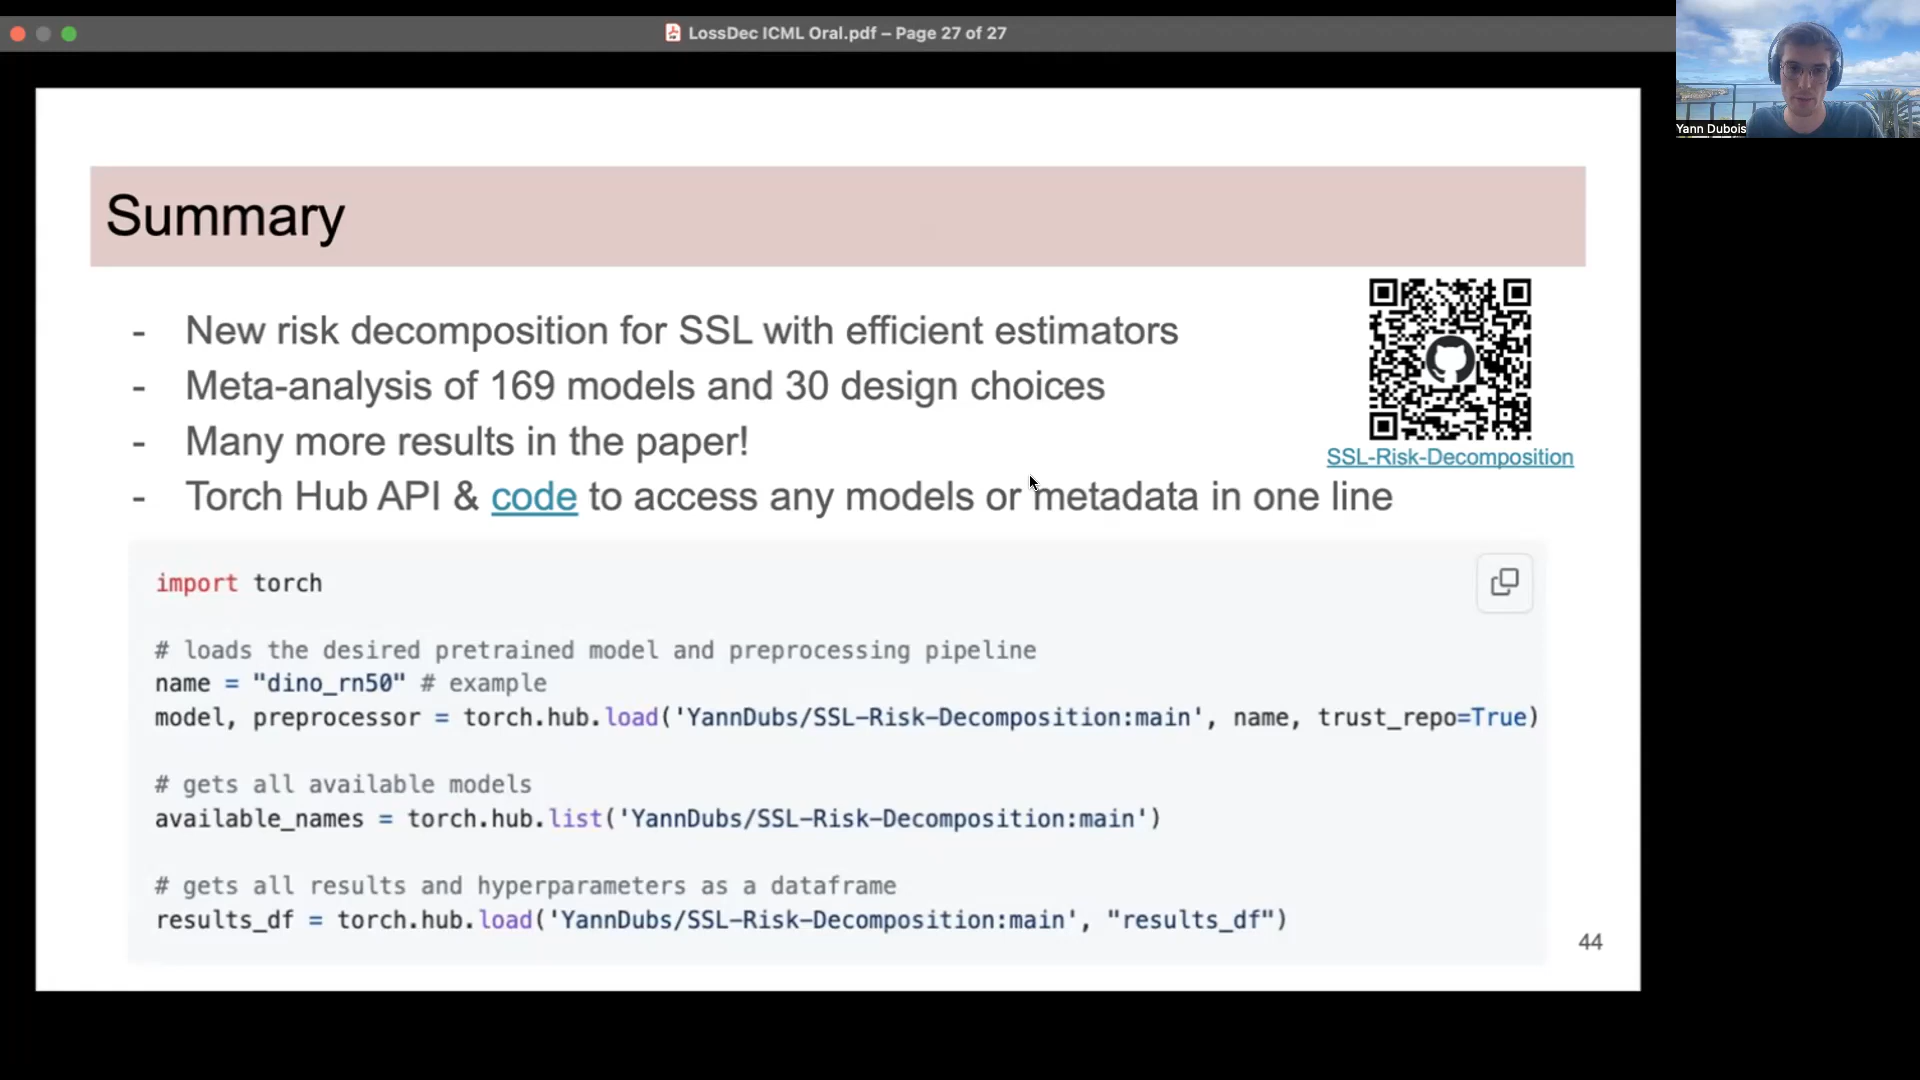 LossDec ICML Oral.pdf – Page 27 of 27
Yann Dubois
Summary
- New risk decomposition for SSL with efficient estimators
- Meta-analysis of 169 models and 30 design choices
- Many more results in the paper!
SSL-Risk-Decomposition
- Torch Hub API & code to access any models or metadata in one line
import torch
# loads the desired pretrained model and preprocessing pipeline
name = "dino_rn50" # example
model, preprocessor = torch.hub.load('YannDubs/SSL-Risk-Decomposition:main', name, trust_repo=True)
# gets all available models
available_names = torch.hub.list('YannDubs/SSL-Risk-Decomposition:main')
# gets all results and hyperparameters as a dataframe
results_df = torch.hub.load('YannDubs/SSL-Risk-Decomposition:main', "results_df")
44